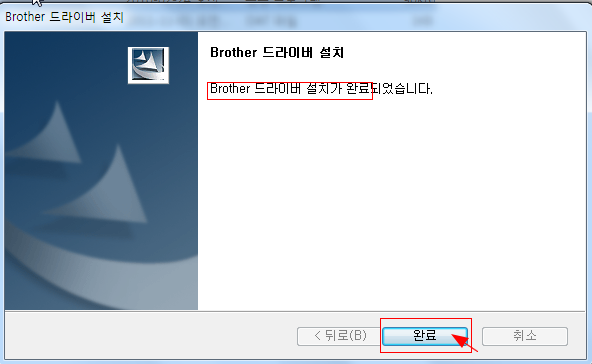 Brother 드라이버 설치
Brother 드라이버 설치
Brother 드라이버 설치가 완료되었습니다.
< 뒤로(B)
완료
취소